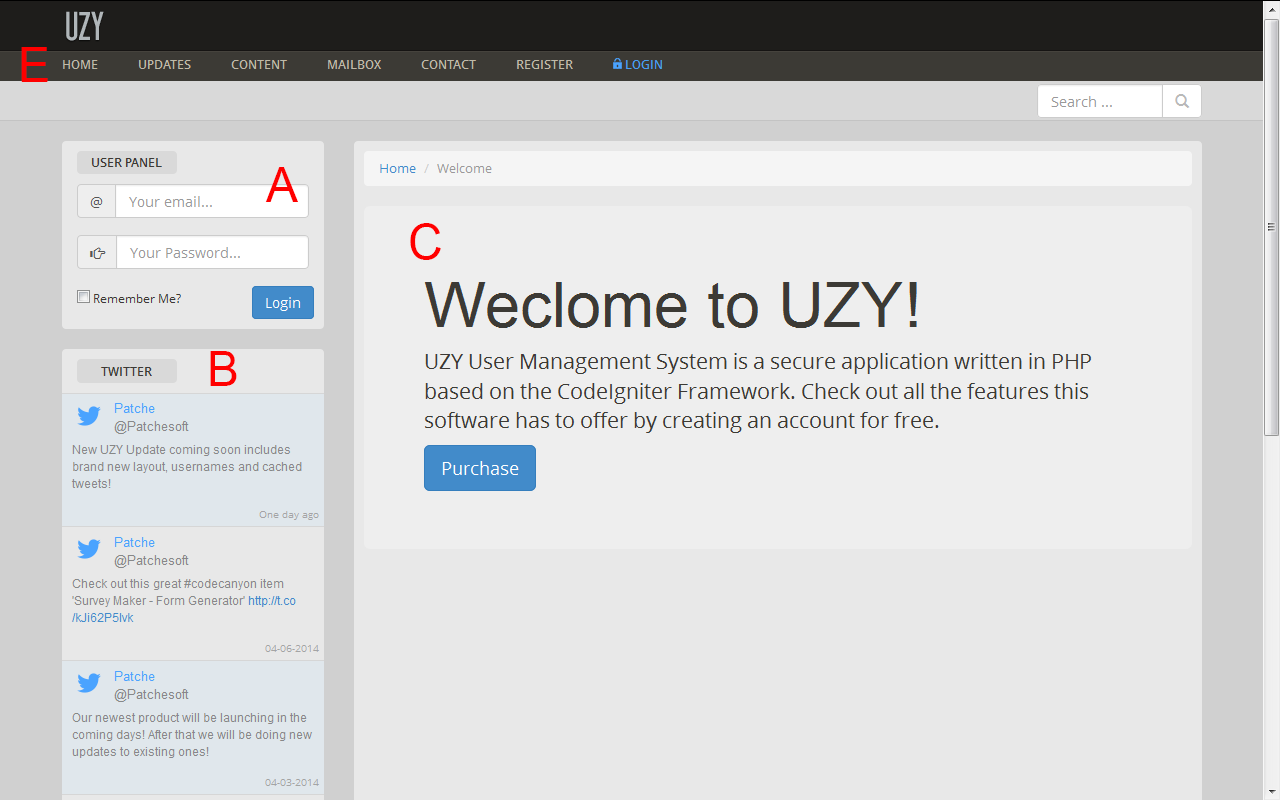 UZY
E
HOME UPDATES CONTENT MAILBOX CONTACT REGISTER LOGIN
Search ...
USER PANEL
A
@ Your email...
Your Password...
Remember Me?
Login
TWITTER
B
Patche
@Patchesoft
New UZY Update coming soon includes
brand new layout, usernames and cached
tweets!
One day ago
Patche
@Patchesoft
Check out this great #codecanyon item
'Survey Maker - Form Generator' http://t.co
/kJi62P5lvk
04-06-2014
Patche
@Patchesoft
Our newest product will be launching in the
coming days! After that we will be doing new
updates to existing ones!
04-03-2014
Home / Welcome
C
Weclome to UZY!
UZY User Management System is a secure application written in PHP
based on the CodeIgniter Framework. Check out all the features this
software has to offer by creating an account for free.
Purchase